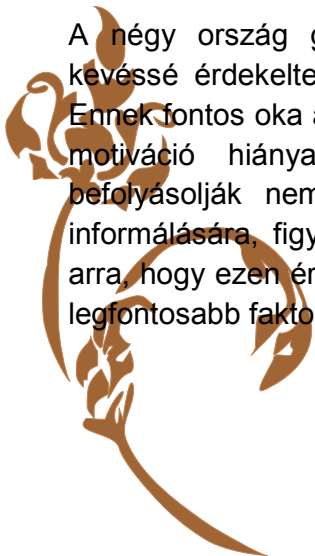 A négy ország g
kevéssé érdekelte
Ennek fontos oka a
motiváció hiánya
befolyásolják nem
informálására, figy
arra, hogy ezen ér
legfontosabb fakto